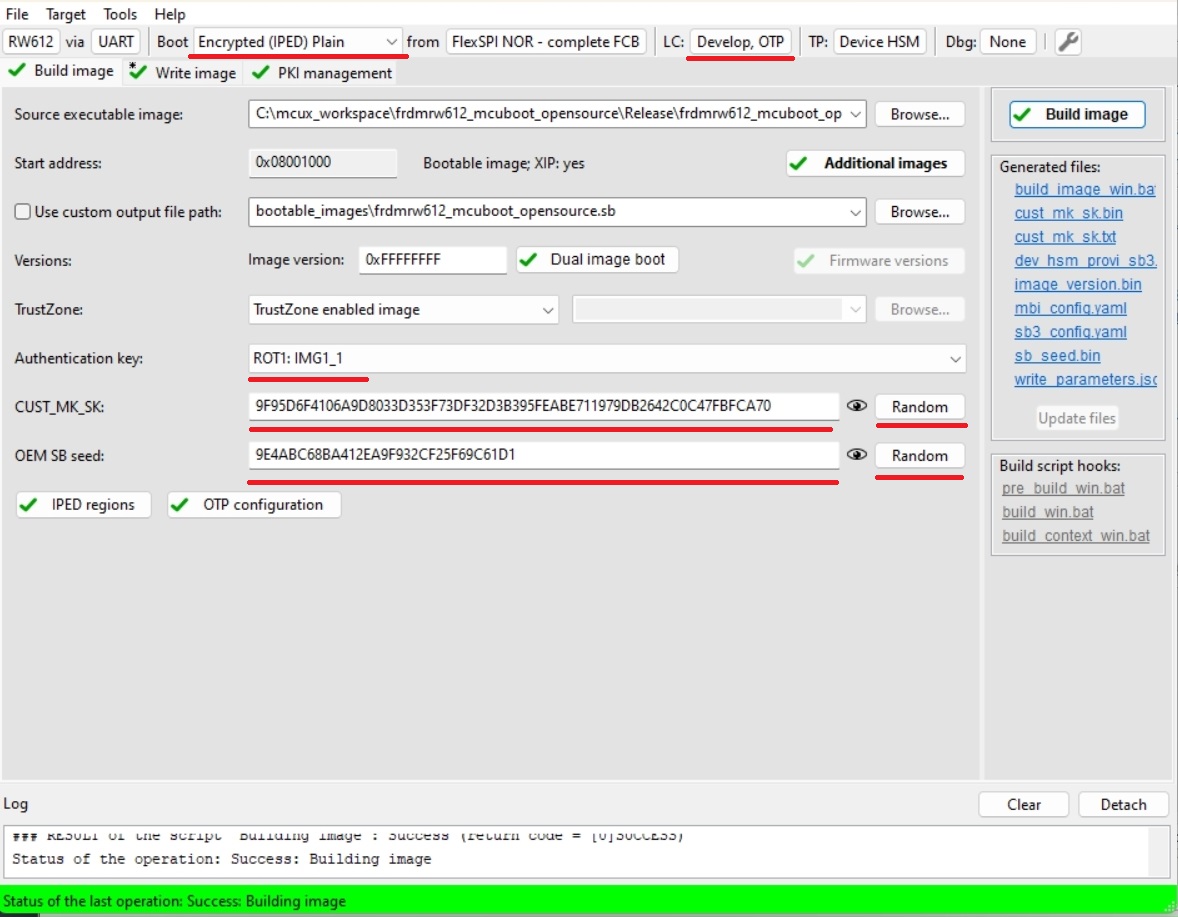 File Target Tools Help
RW612 via UART Boot Encrypted (IPED) Plain from FlexSPI NOR - complete FCB LC: Develop, OTP TP: Device HSM Dbg: None
Build image * Write image PKI management
Source executable image: C:\mcux_workspace\frdmrw612_mcuboot_opensource\Release\frdmrw612_mcuboot_op Browse...
Start address: 0x08001000 Bootable image; XIP: yes Additional images
Use custom output file path: bootable_images\frdmrw612_mcuboot_opensource.sb Browse...
Versions: Image version: 0xFFFFFFFF Dual image boot Firmware versions
TrustZone: TrustZone enabled image Browse...
Authentication key: ROT1: IMG1_1
CUST_MK_SK: 9F95D6F4106A9D8033D353F73DF32D3B395FEABE711979DB2642C0C47FBFCA70 Random
OEM SB seed: 9E4ABC68BA412EA9F932CF25F69C61D1 Random
IPED regions OTP configuration
Build image
Generated files:
build_image_win.bat
cust_mk_sk.bin
cust_mk_sk.txt
dev_hsm_provi_sb3.
image_version.bin
mbi_config.yaml
sb3_config.yaml
sb_seed.bin
write_parameters.jsc
Update files
Build script hooks:
pre_build_win.bat
build_win.bat
build_context_win.bat
Log Clear Detach
### RESULT of the script "Building image": Success (return code = [0]SUCCESS)
Status of the operation: Success: Building image
Status of the last operation: Success: Building image